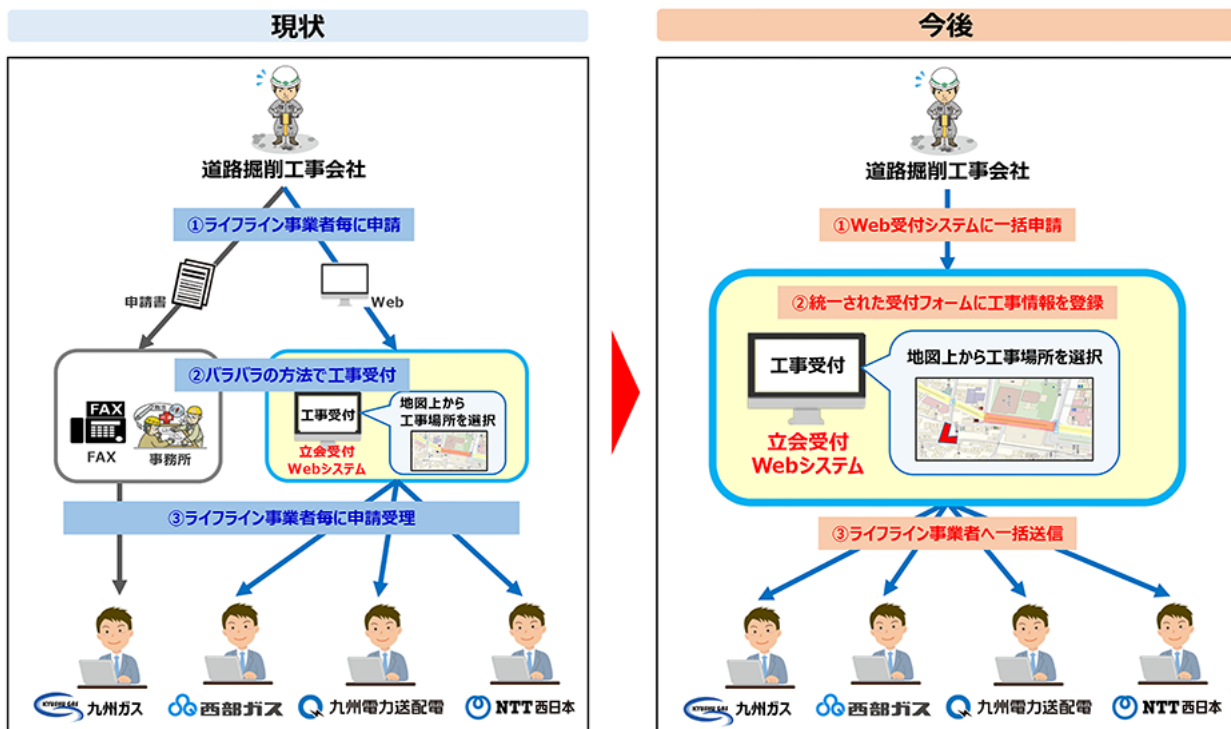 現状
道路掘削工事会社
①ライフライン事業者毎に申請
申請書
Web
②バラバラの方法で工事受付
FAX
FAX
事務所
工事受付
地図上から
工事場所を選択
立会受付
Webシステム
③ライフライン事業者毎に申請受理
KYUSHU GAS
九州ガス
西部ガス
九州電力送配電
NTT西日本
今後
道路掘削工事会社
①Web受付システムに一括申請
②統一された受付フォームに工事情報を登録
工事受付
地図上から工事場所を選択
立会受付
Webシステム
③ライフライン事業者へ一括送信
KYUSHU GAS
九州ガス
西部ガス
九州電力送配電
NTT西日本